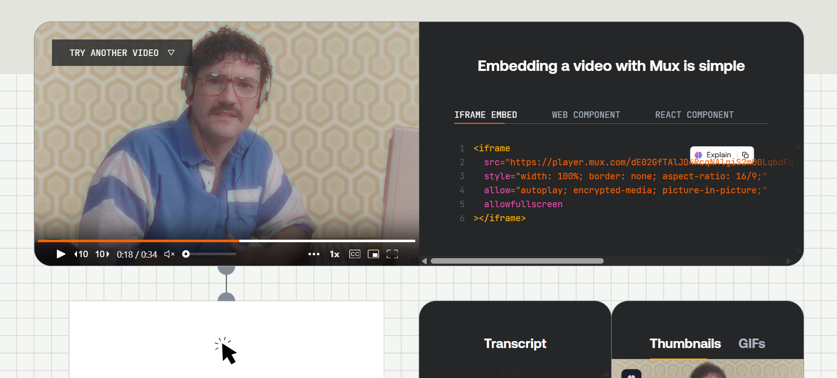 TRY ANOTHER VIDEO
10 10 0:18 / 0:34 1x CC
Embedding a video with Mux is simple
IFRAME EMBED WEB COMPONENT REACT COMPONENT
Explain
1 <iframe
2 src="https://player.mux.com/
3 style="width: 100%; border: none; aspect-ratio: 16/9;"
4 allow="autoplay; encrypted-media; picture-in-picture;"
5 allowfullscreen
6 ></iframe>
Transcript
Thumbnails GIFs